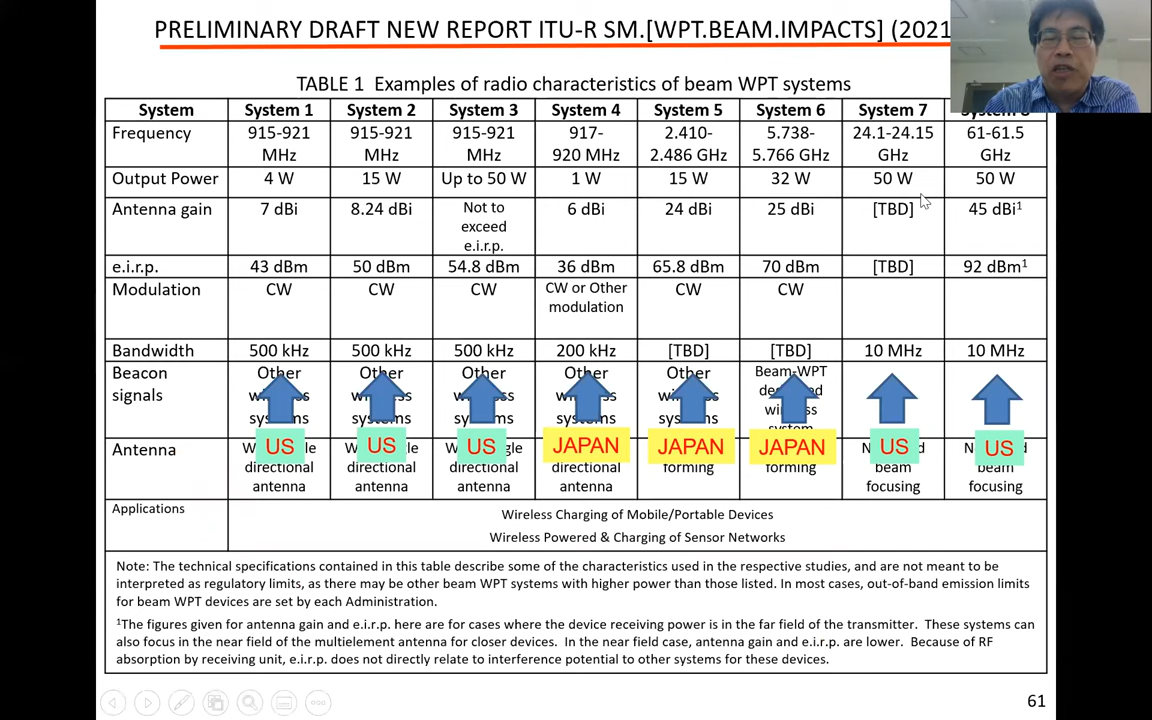 PRELIMINARY DRAFT NEW REPORT ITU-R SM.[WPT.BEAM.IMPACTS] (2021
TABLE 1 Examples of radio characteristics of beam WPT systems
System System 1 System 2 System 3 System 4 System 5 System 6 System 7
Frequency 915-921 915-921 915-921 917- 2.410- 5.738- 24.1-24.15 61-61.5
MHz MHz MHz 920 MHz 2.486 GHz 5.766 GHz GHz GHz
Output Power 4 W 15 W Up to 50 W 1 W 15 W 32 W 50 W 50 W
Antenna gain 7 dBi 8.24 dBi Not to 6 dBi 24 dBi 25 dBi [TBD] 45 dBi¹
exceed
e.i.r.p.
e.i.r.p. 43 dBm 50 dBm 54.8 dBm 36 dBm 65.8 dBm 70 dBm [TBD] 92 dBm¹
Modulation CW CW CW CW or Other CW CW
modulation
Bandwidth 500 kHz 500 kHz 500 kHz 200 kHz [TBD] [TBD] 10 MHz 10 MHz
Beacon Other Other Other Other Other Beam-WPT
signals
US US US JAPAN JAPAN JAPAN US US
Antenna
directional directional directional directional forming forming beam beam
antenna antenna antenna antenna focusing focusing
Applications
Wireless Charging of Mobile/Portable Devices
Wireless Powered & Charging of Sensor Networks
Note: The technical specifications contained in this table describe some of the characteristics used in the respective studies, and are not meant to
interpreted as regulatory limits, as there may be other beam WPT systems with higher power than those listed. In most cases, out-of-band emission limits
for beam WPT devices are set by each Administration.
¹The figures given for antenna gain and e.i.r.p. here are for cases where the device receiving power is in the far field of the transmitter. These systems can
also focus in the near field of the multielement antenna for closer devices. In the near field case, antenna gain and e.i.r.p. are lower. Because of RF
absorption by receiving unit, e.i.r.p. does not directly relate to interference potential to other systems for these devices.
61